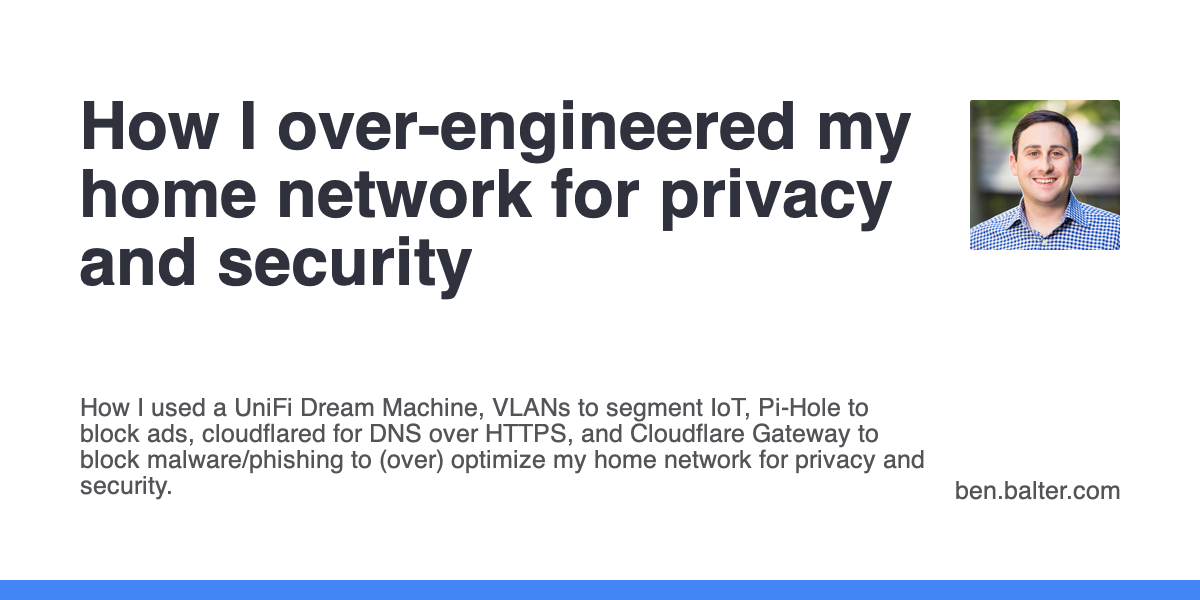 How I over-engineered my
home network for privacy
and security
How I used a UniFi Dream Machine, VLANs to segment IoT, Pi-Hole to
block ads, cloudflared for DNS over HTTPS, and Cloudflare Gateway to
block malware/phishing to (over) optimize my home network for privacy and
security.
ben.balter.com